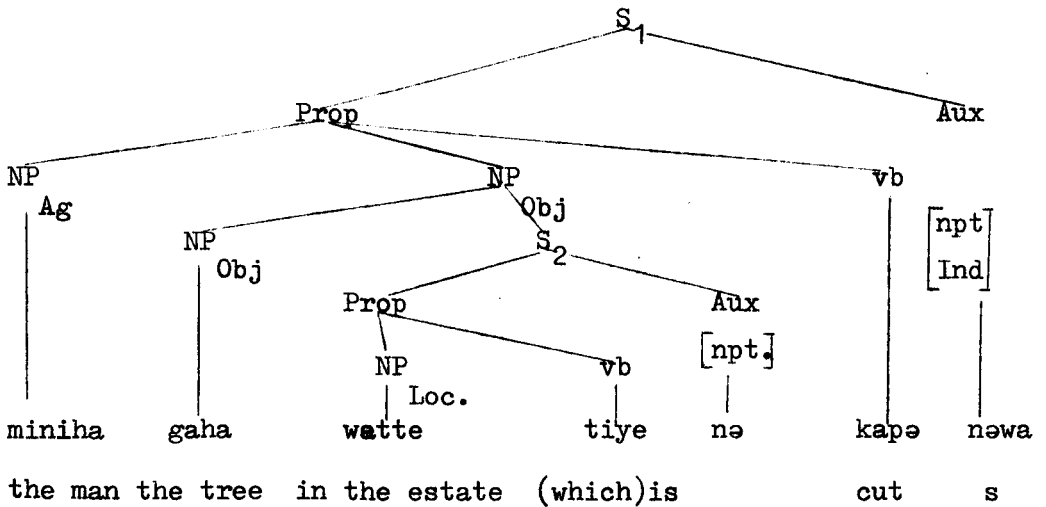 S1
Prop Aux
NP Ag NP Obj vb
[npt
NP Obj S2 Ind]
Prop Aux
NP Loc. vb [npt.]
miniha gaha watte tiye nə kapə nəwa
the man the tree in the estate (which)is cut s